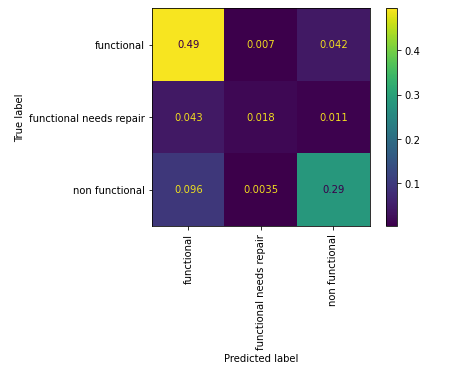 functional
0.49
0.007
0.042
functional needs repair
0.043
0.018
0.011
non functional
0.096
0.0035
0.29
True label
functional
functional needs repair
non functional
Predicted label
0.4
0.3
0.2
0.1